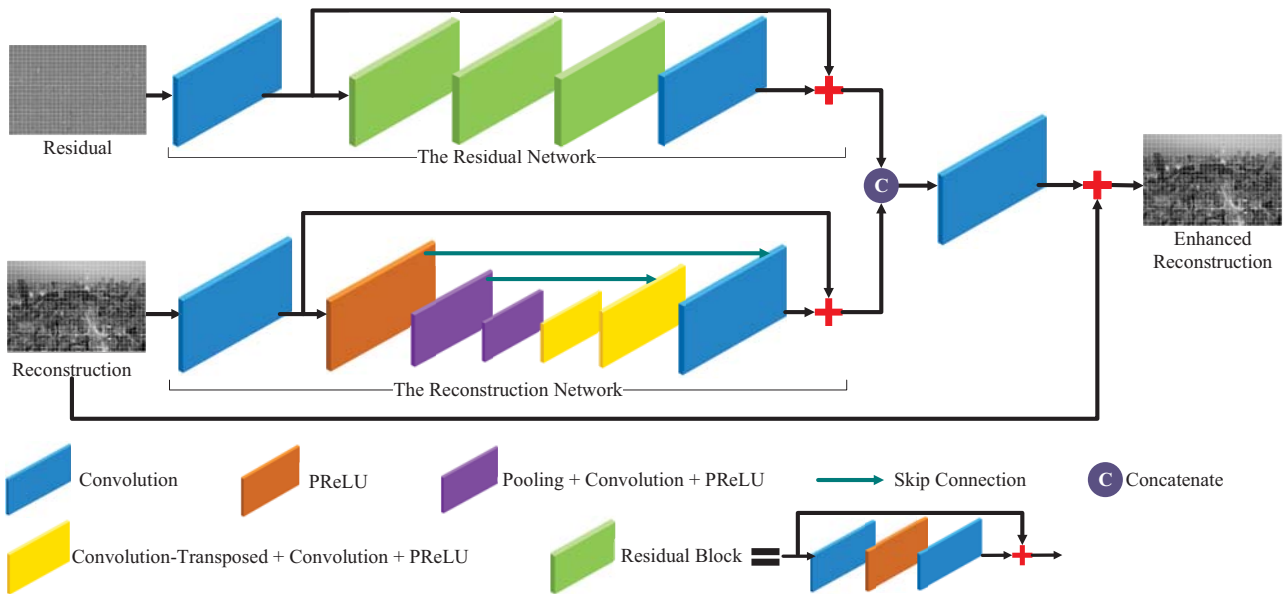 Residual
The Residual Network
C
Enhanced
Reconstruction
Reconstruction
The Reconstruction Network
Convolution
PReLU
Pooling + Convolution + PReLU
Skip Connection
C
Concatenate
Convolution-Transposed + Convolution + PReLU
Residual Block